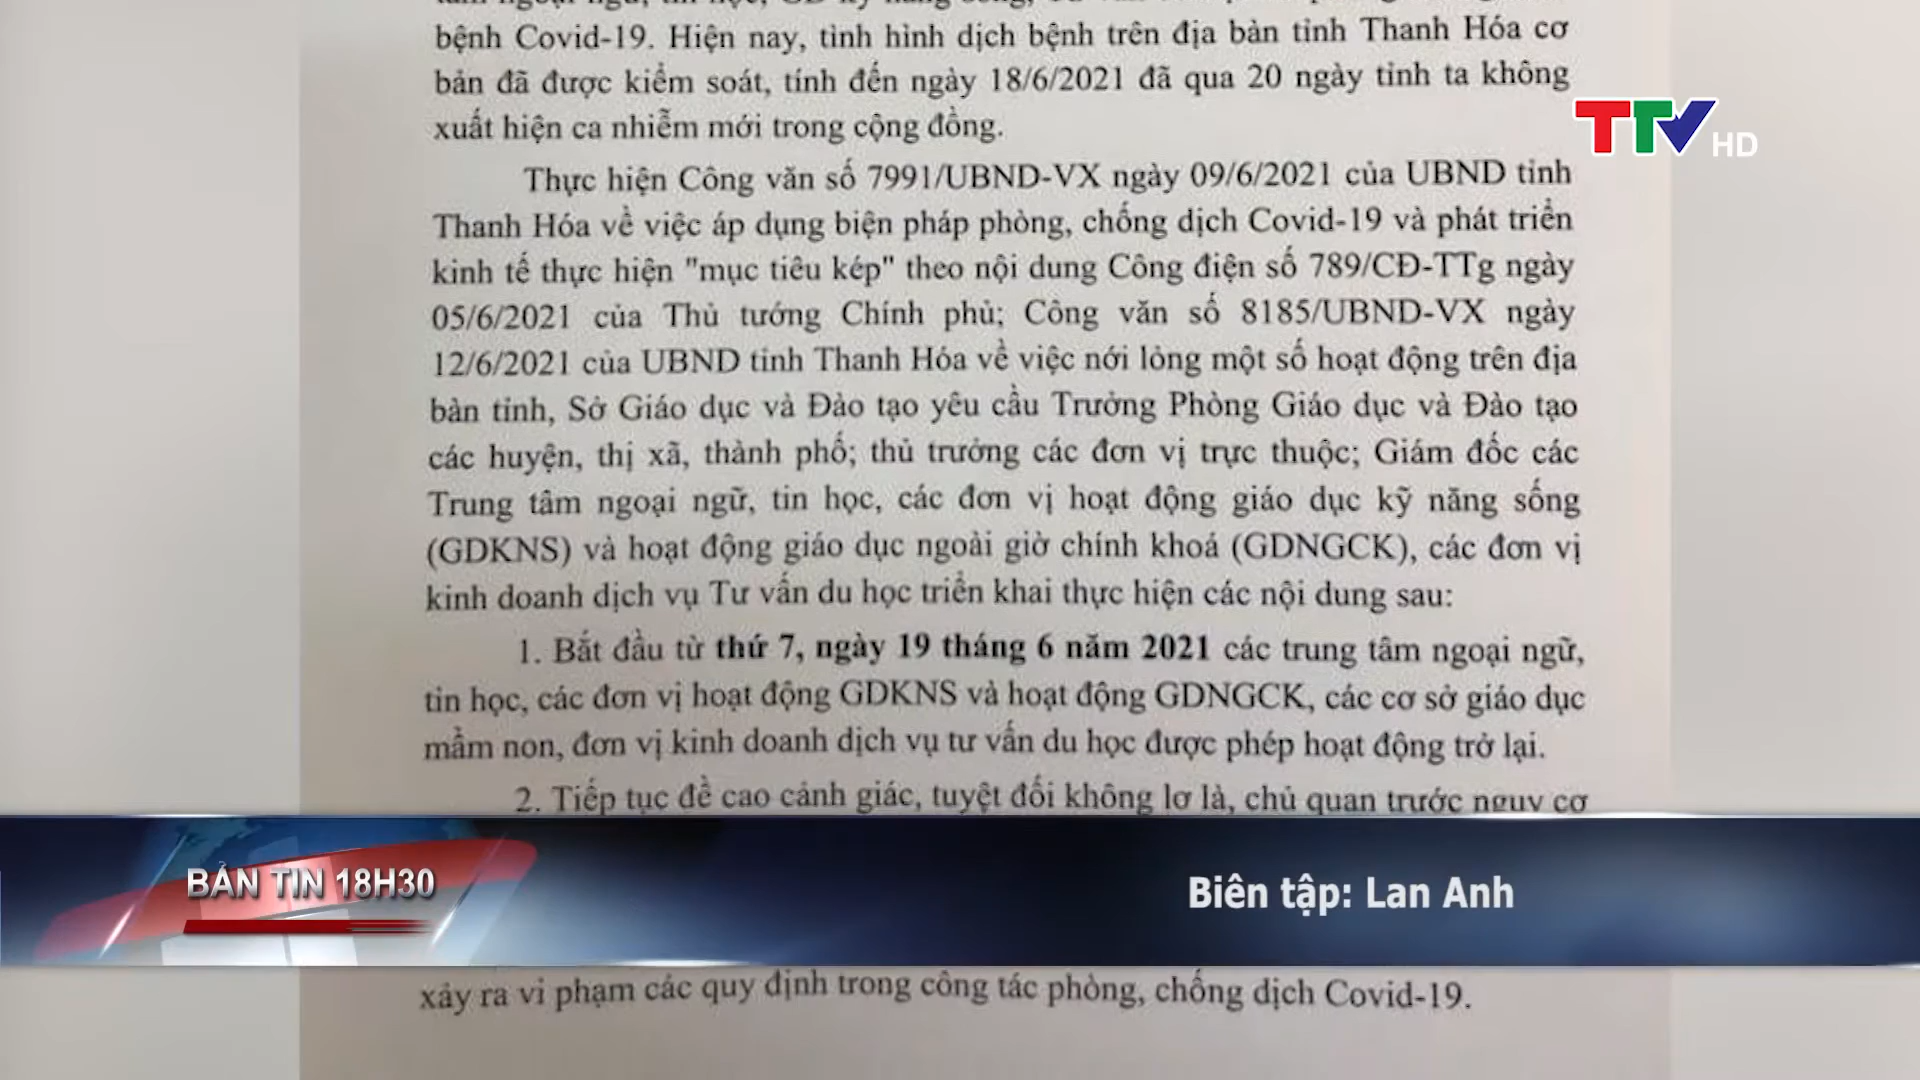 bệnh Covid-19. Hiện nay, tình hình dịch bệnh trên địa bàn tỉnh Thanh Hóa cơ
bản đã được kiểm soát, tính đến ngày 18/6/2021 đã qua 20 ngày tỉnh ta không
xuất hiện ca nhiễm mới trong cộng đồng.
TTV HD
Thực hiện Công văn số 7991/UBND-VX ngày 09/6/2021 của UBND tỉnh
Thanh Hóa về việc áp dụng biện pháp phòng, chống dịch Covid-19 và phát triển
kinh tế thực hiện "mục tiêu kép" theo nội dung Công điện số 789/CĐ-TTg ngày
05/6/2021 của Thủ tướng Chính phủ; Công văn số 8185/UBND-VX ngày
12/6/2021 của UBND tỉnh Thanh Hóa về việc nới lỏng một số hoạt động trên địa
bàn tỉnh, Sở Giáo dục và Đào tạo yêu cầu Trưởng Phòng Giáo dục và Đào tạo
các huyện, thị xã, thành phố; thủ trưởng các đơn vị trực thuộc; Giám đốc các
Trung tâm ngoại ngữ, tin học, các đơn vị hoạt động giáo dục kỹ năng sống
(GDKNS) và hoạt động giáo dục ngoài giờ chính khoá (GDNGCK), các đơn vị
kinh doanh dịch vụ Tư vấn du học triển khai thực hiện các nội dung sau:
1. Bắt đầu từ thứ 7, ngày 19 tháng 6 năm 2021 các trung tâm ngoại ngữ,
tin học, các đơn vị hoạt động GDKNS và hoạt động GDNGCK, các cơ sở giáo dục
mầm non, đơn vị kinh doanh dịch vụ tư vấn du học được phép hoạt động trở lại.
2. Tiếp tục đề cao cảnh giác, tuyệt đối không lơ là, chủ quan trước nguy cơ
BẢN TIN 18H30
Biên tập: Lan Anh
xảy ra vi phạm các quy định trong công tác phòng, chống dịch Covid-19.